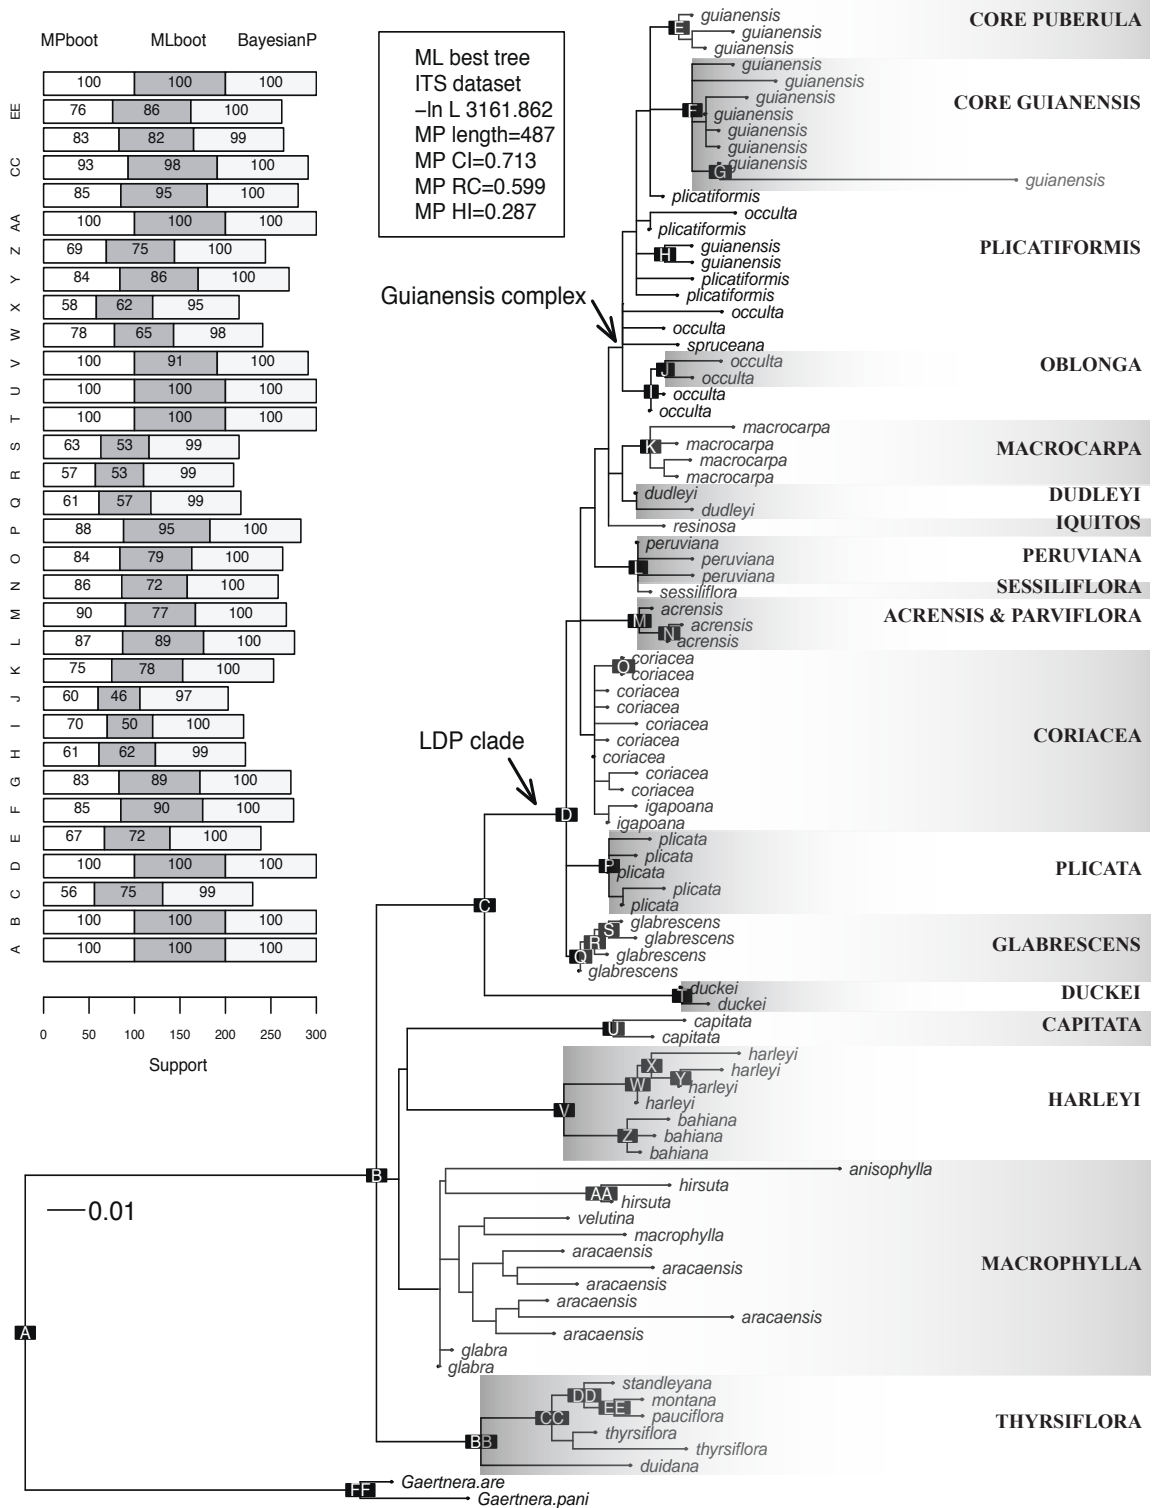 MPboot MLboot BayesianP
100 100 100
EE 76 86 100
83 82 99
CC 93 98 100
85 95 100
AA 100 100 100
Z 69 75 100
Y 84 86 100
X 58 62 95
W 78 65 98
V 100 91 100
U 100 100 100
T 100 100 100
S 63 53 99
R 57 53 99
Q 61 57 99
P 88 95 100
O 84 79 100
N 86 72 100
M 90 77 100
L 87 89 100
K 75 78 100
J 60 46 97
I 70 50 100
H 61 62 99
G 83 89 100
F 85 90 100
E 67 72 100
D 100 100 100
C 56 75 99
B 100 100 100
A 100 100 100
0 50 100 150 200 250 300
Support
ML best tree
ITS dataset
−ln L 3161.862
MP length=487
MP CI=0.713
MP RC=0.599
MP HI=0.287
Guianensis complex
LDP clade
0.01
guianensis
E guianensis
guianensis
CORE PUBERULA
guianensis
guianensis
guianensis
F guianensis
guianensis
guianensis
guianensis
G
guianensis
CORE GUIANENSIS
plicatiformis
occulta
plicatiformis
guianensis
H
guianensis
plicatiformis
plicatiformis
PLICATIFORMIS
occulta
occulta
spruceana
occulta
J
occulta
OBLONGA
I occulta
occulta
macrocarpa
K macrocarpa
macrocarpa
macrocarpa
MACROCARPA
dudleyi
dudleyi
DUDLEYI
resinosa
IQUITOS
peruviana
peruviana
L peruviana
PERUVIANA
sessiliflora
SESSILIFLORA
acrensis
M acrensis
N acrensis
ACRENSIS & PARVIFLORA
coriacea
O coriacea
coriacea
coriacea
coriacea
coriacea
coriacea
coriacea
coriacea
igapoana
igapoana
CORIACEA
D
plicata
plicata
P plicata
plicata
plicata
PLICATA
C
glabrescens
S glabrescens
R glabrescens
Q glabrescens
GLABRESCENS
duckei
T duckei
DUCKEI
capitata
U capitata
CAPITATA
harleyi
X harleyi
W Y harleyi
harleyi
V bahiana
Z bahiana
bahiana
HARLEYI
B
anisophylla
hirsuta
AA hirsuta
velutina
macrophylla
aracaensis
aracaensis
aracaensis
aracaensis
aracaensis
aracaensis
glabra
glabra
MACROPHYLLA
A
standleyana
DD montana
EE pauciflora
CC thyrsiflora
thyrsiflora
BB duidana
THYRSIFLORA
Gaertnera.are
FF Gaertnera.pani